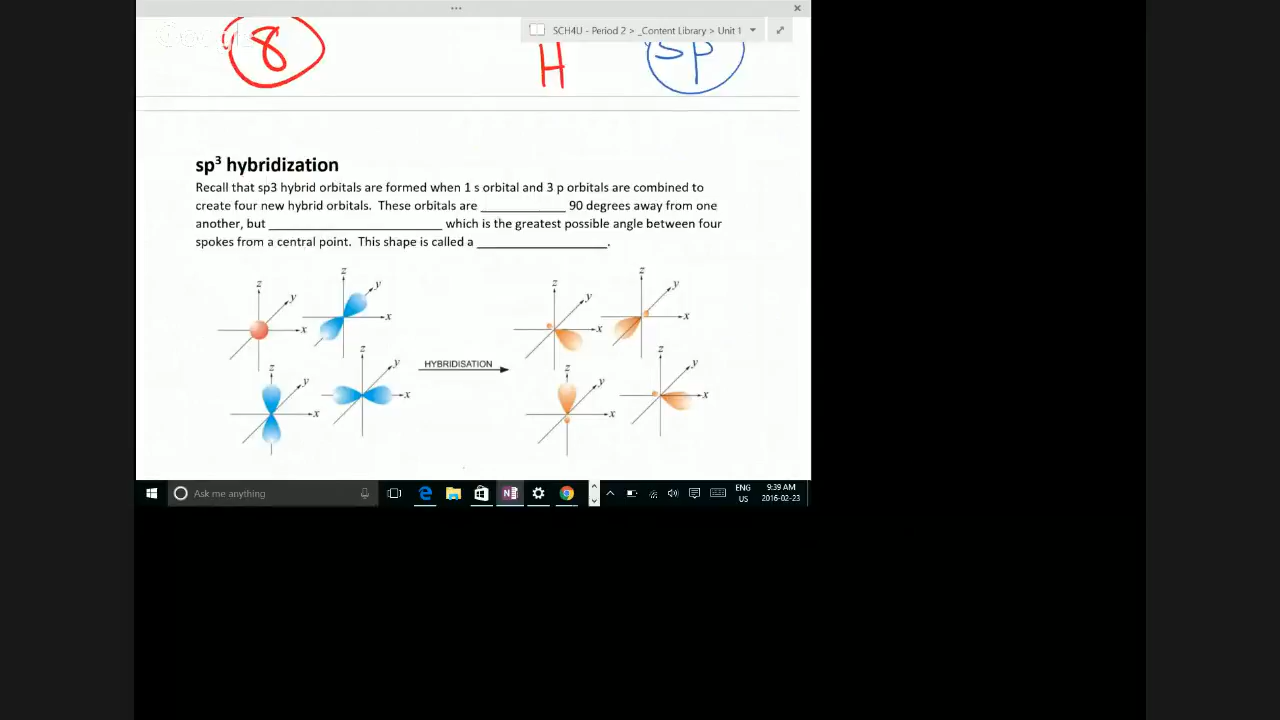 ...
×
Google
SCH4U - Period 2 > _Content Library > Unit 1
8
H
sp
sp³ hybridization
Recall that sp3 hybrid orbitals are formed when 1 s orbital and 3 p orbitals are combined to
create four new hybrid orbitals. These orbitals are ____________ 90 degrees away from one
another, but _________________________ which is the greatest possible angle between four
spokes from a central point. This shape is called a ___________________.
z y x
z y x
z y x
z y x
HYBRIDISATION
z y x
z y x
z y x
z y x
Ask me anything
ENG
US
9:39 AM
2016-02-23